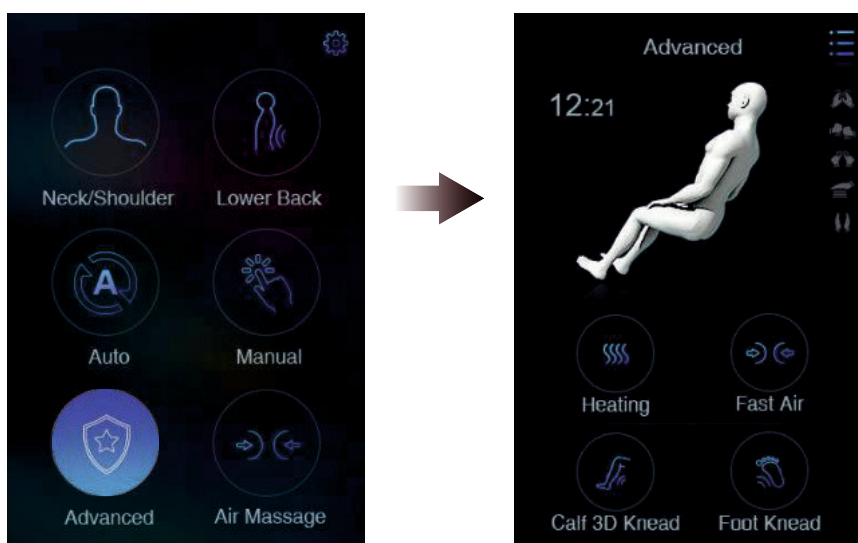 Neck/Shoulder
Lower Back
A
Auto
Manual
Advanced
Air Massage
Advanced
12:21
Heating
Fast Air
Calf 3D Knead
Foot Knead